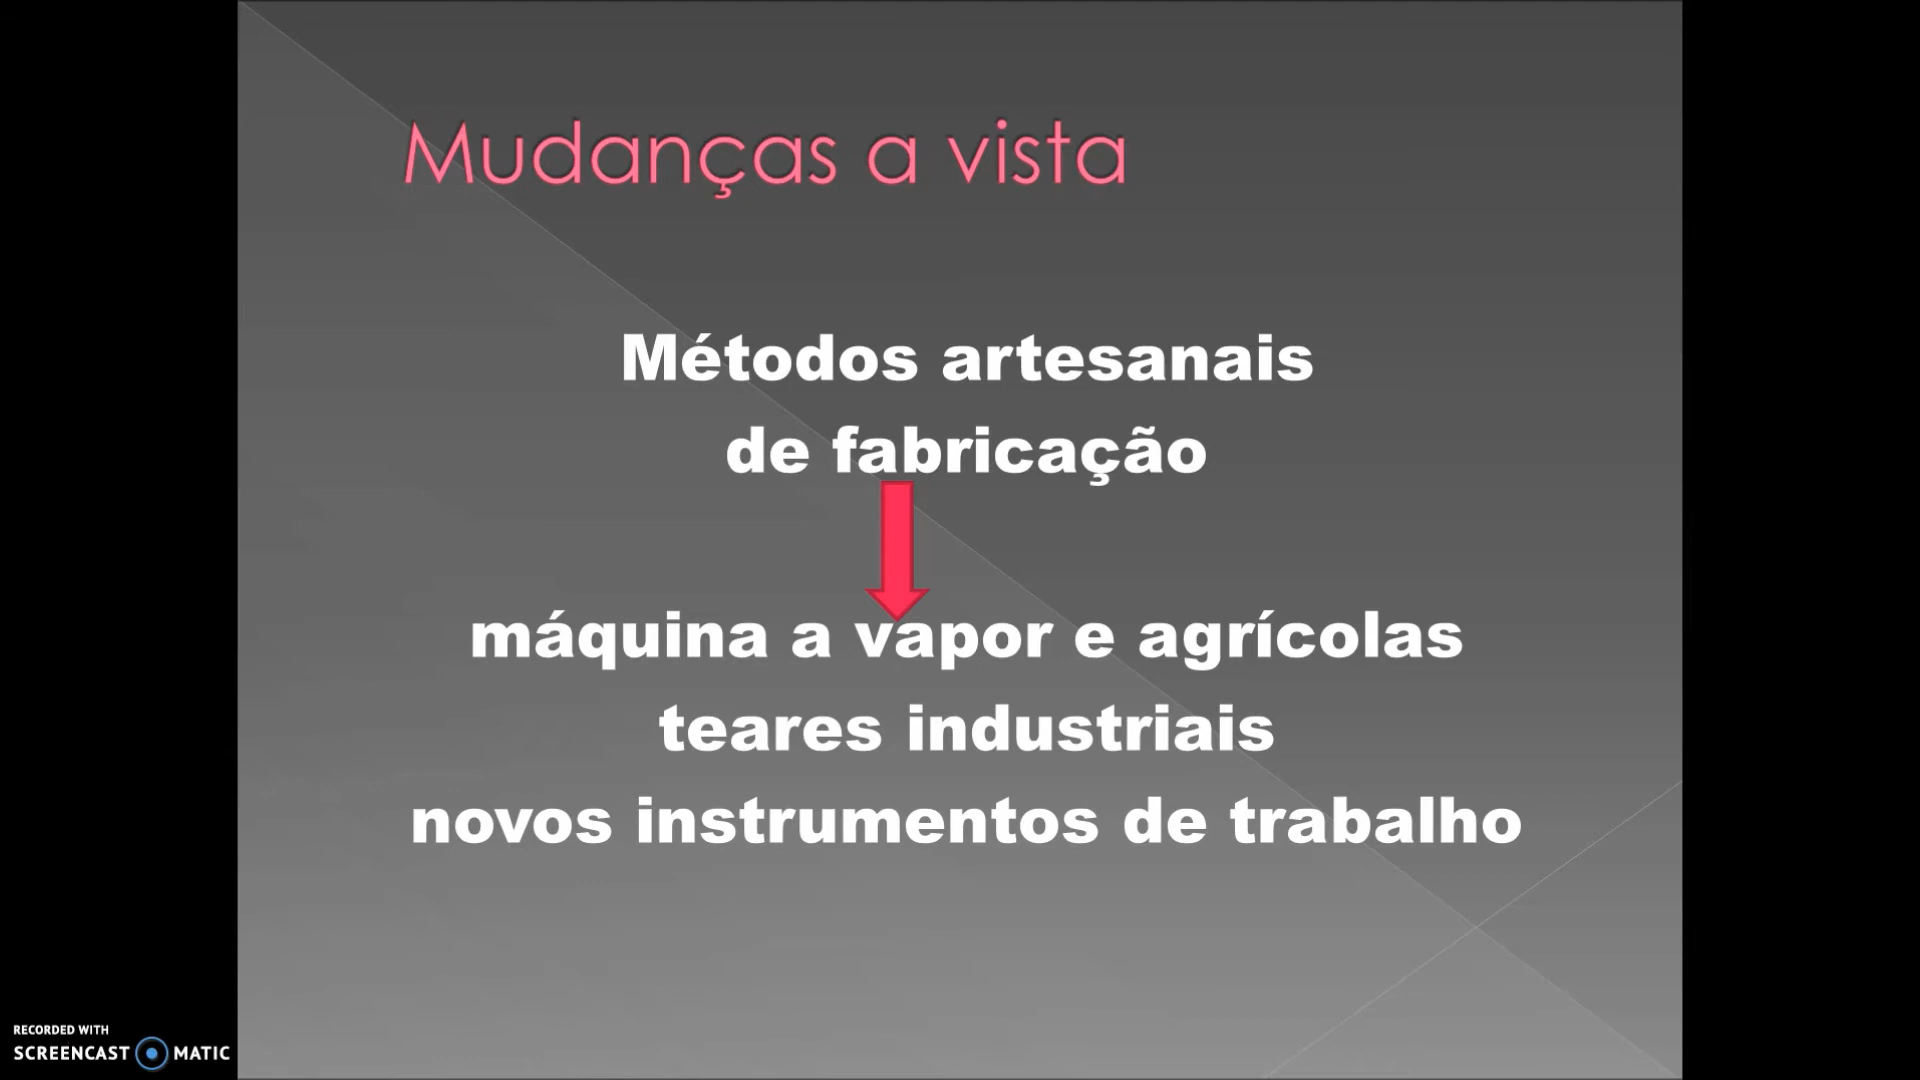 Mudanças a vista
Métodos artesanais
de fabricação
máquina a vapor e agrícolas
teares industriais
novos instrumentos de trabalho
RECORDED WITH
SCREENCAST MATIC